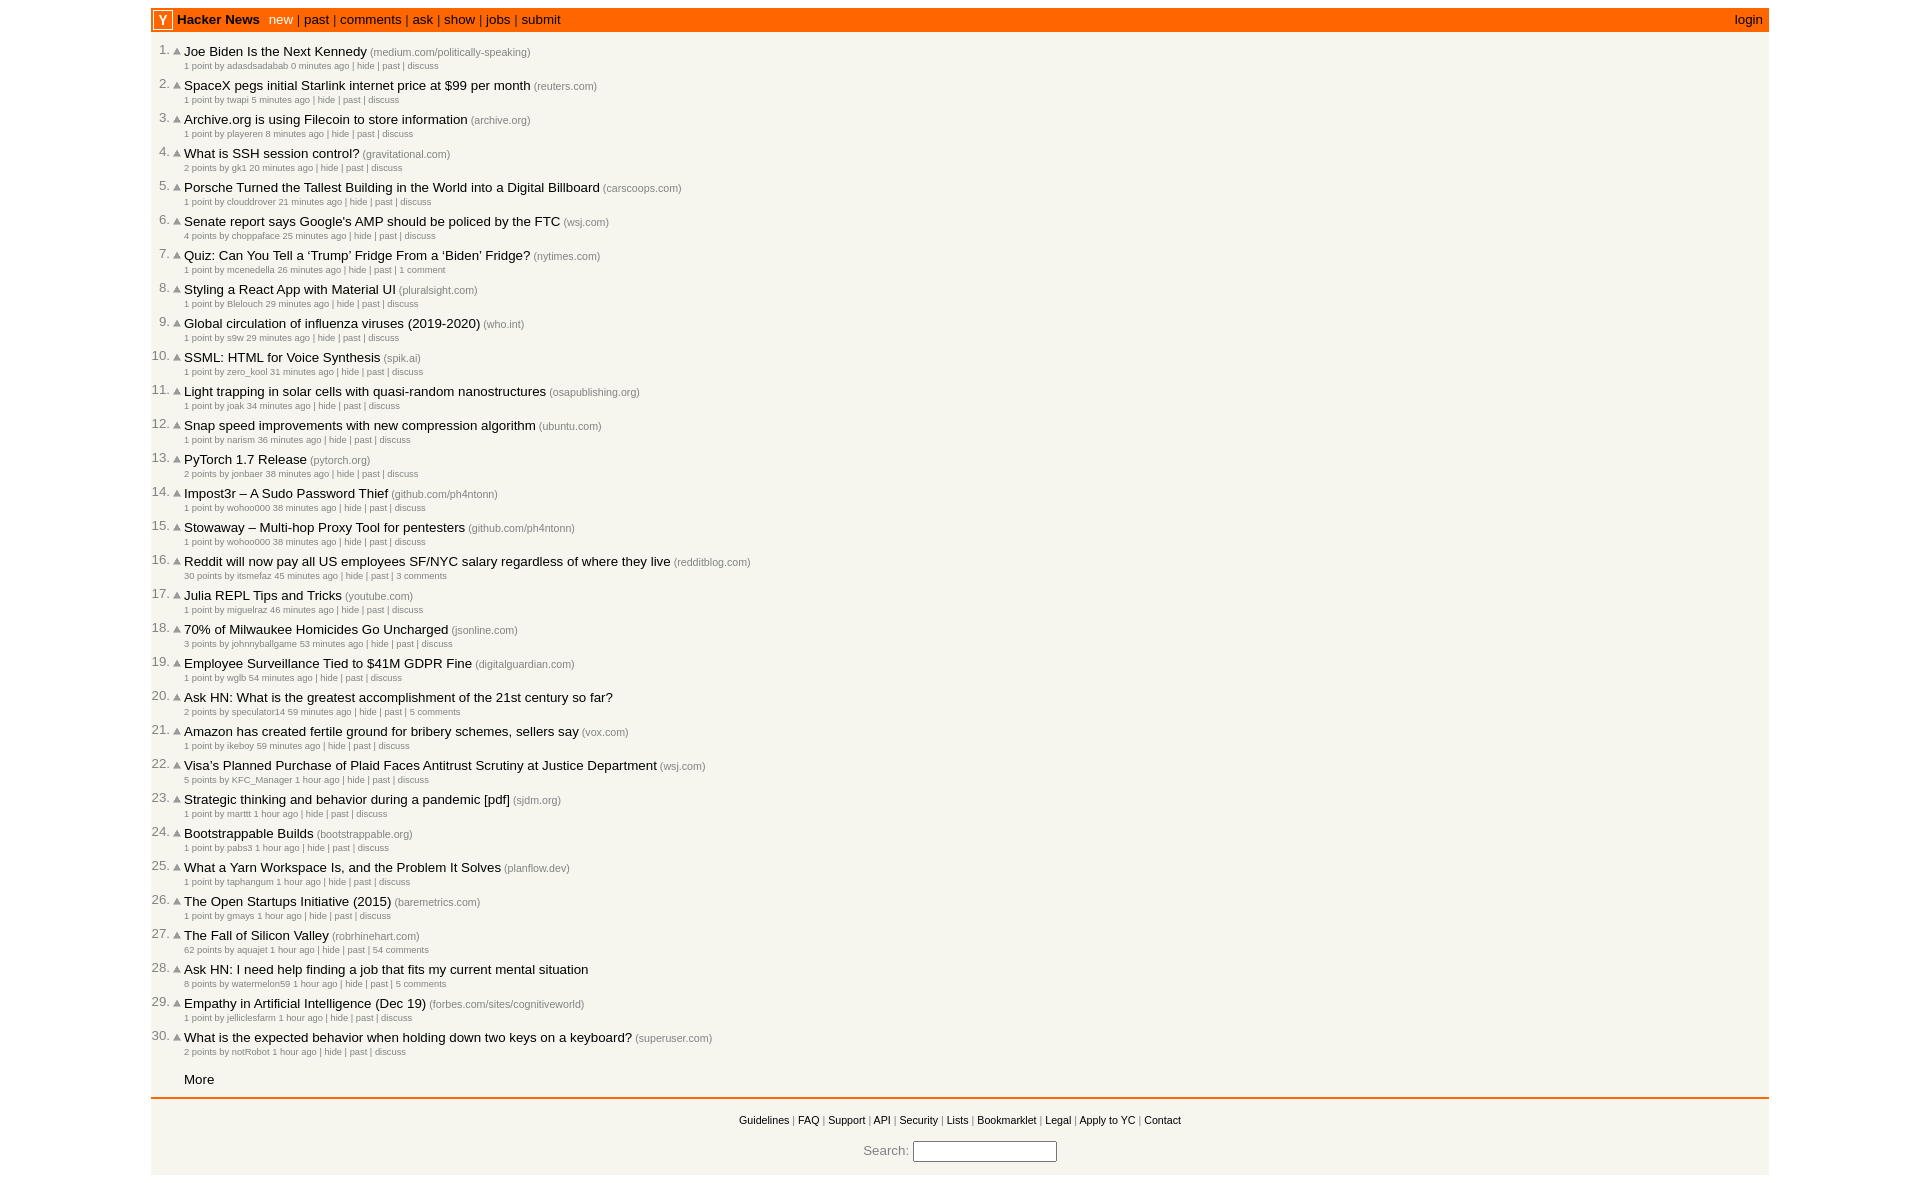 Y Hacker News new | past | comments | ask | show | jobs | submit login
1. Joe Biden Is the Next Kennedy (medium.com/politically-speaking)
1 point by adasdsadabab 0 minutes ago | hide | past | discuss
2. SpaceX pegs initial Starlink internet price at $99 per month (reuters.com)
1 point by twapi 5 minutes ago | hide | past | discuss
3. Archive.org is using Filecoin to store information (archive.org)
1 point by playeren 8 minutes ago | hide | past | discuss
4. What is SSH session control? (gravitational.com)
2 points by gk1 20 minutes ago | hide | past | discuss
5. Porsche Turned the Tallest Building in the World into a Digital Billboard (carscoops.com)
1 point by clouddrover 21 minutes ago | hide | past | discuss
6. Senate report says Google's AMP should be policed by the FTC (wsj.com)
4 points by choppaface 25 minutes ago | hide | past | discuss
7. Quiz: Can You Tell a ‘Trump’ Fridge From a ‘Biden’ Fridge? (nytimes.com)
1 point by mcenedella 26 minutes ago | hide | past | 1 comment
8. Styling a React App with Material UI (pluralsight.com)
1 point by Blelouch 29 minutes ago | hide | past | discuss
9. Global circulation of influenza viruses (2019-2020) (who.int)
1 point by s9w 29 minutes ago | hide | past | discuss
10. SSML: HTML for Voice Synthesis (spik.ai)
1 point by zero_kool 31 minutes ago | hide | past | discuss
11. Light trapping in solar cells with quasi-random nanostructures (osapublishing.org)
1 point by joak 34 minutes ago | hide | past | discuss
12. Snap speed improvements with new compression algorithm (ubuntu.com)
1 point by narism 36 minutes ago | hide | past | discuss
13. PyTorch 1.7 Release (pytorch.org)
2 points by jonbaer 38 minutes ago | hide | past | discuss
14. Impost3r – A Sudo Password Thief (github.com/ph4ntonn)
1 point by wohoo000 38 minutes ago | hide | past | discuss
15. Stowaway – Multi-hop Proxy Tool for pentesters (github.com/ph4ntonn)
1 point by wohoo000 38 minutes ago | hide | past | discuss
16. Reddit will now pay all US employees SF/NYC salary regardless of where they live (redditblog.com)
30 points by itsmefaz 45 minutes ago | hide | past | 3 comments
17. Julia REPL Tips and Tricks (youtube.com)
1 point by miguelraz 46 minutes ago | hide | past | discuss
18. 70% of Milwaukee Homicides Go Uncharged (jsonline.com)
3 points by johnnyballgame 53 minutes ago | hide | past | discuss
19. Employee Surveillance Tied to $41M GDPR Fine (digitalguardian.com)
1 point by wglb 54 minutes ago | hide | past | discuss
20. Ask HN: What is the greatest accomplishment of the 21st century so far?
2 points by speculator14 59 minutes ago | hide | past | 5 comments
21. Amazon has created fertile ground for bribery schemes, sellers say (vox.com)
1 point by ikeboy 59 minutes ago | hide | past | discuss
22. Visa’s Planned Purchase of Plaid Faces Antitrust Scrutiny at Justice Department (wsj.com)
5 points by KFC_Manager 1 hour ago | hide | past | discuss
23. Strategic thinking and behavior during a pandemic [pdf] (sjdm.org)
1 point by marttt 1 hour ago | hide | past | discuss
24. Bootstrappable Builds (bootstrappable.org)
1 point by pabs3 1 hour ago | hide | past | discuss
25. What a Yarn Workspace Is, and the Problem It Solves (planflow.dev)
1 point by taphangum 1 hour ago | hide | past | discuss
26. The Open Startups Initiative (2015) (baremetrics.com)
1 point by gmays 1 hour ago | hide | past | discuss
27. The Fall of Silicon Valley (robrhinehart.com)
62 points by aquajet 1 hour ago | hide | past | 54 comments
28. Ask HN: I need help finding a job that fits my current mental situation
8 points by watermelon59 1 hour ago | hide | past | 5 comments
29. Empathy in Artificial Intelligence (Dec 19) (forbes.com/sites/cognitiveworld)
1 point by jelliclesfarm 1 hour ago | hide | past | discuss
30. What is the expected behavior when holding down two keys on a keyboard? (superuser.com)
2 points by notRobot 1 hour ago | hide | past | discuss
More
Guidelines | FAQ | Support | API | Security | Lists | Bookmarklet | Legal | Apply to YC | Contact
Search: